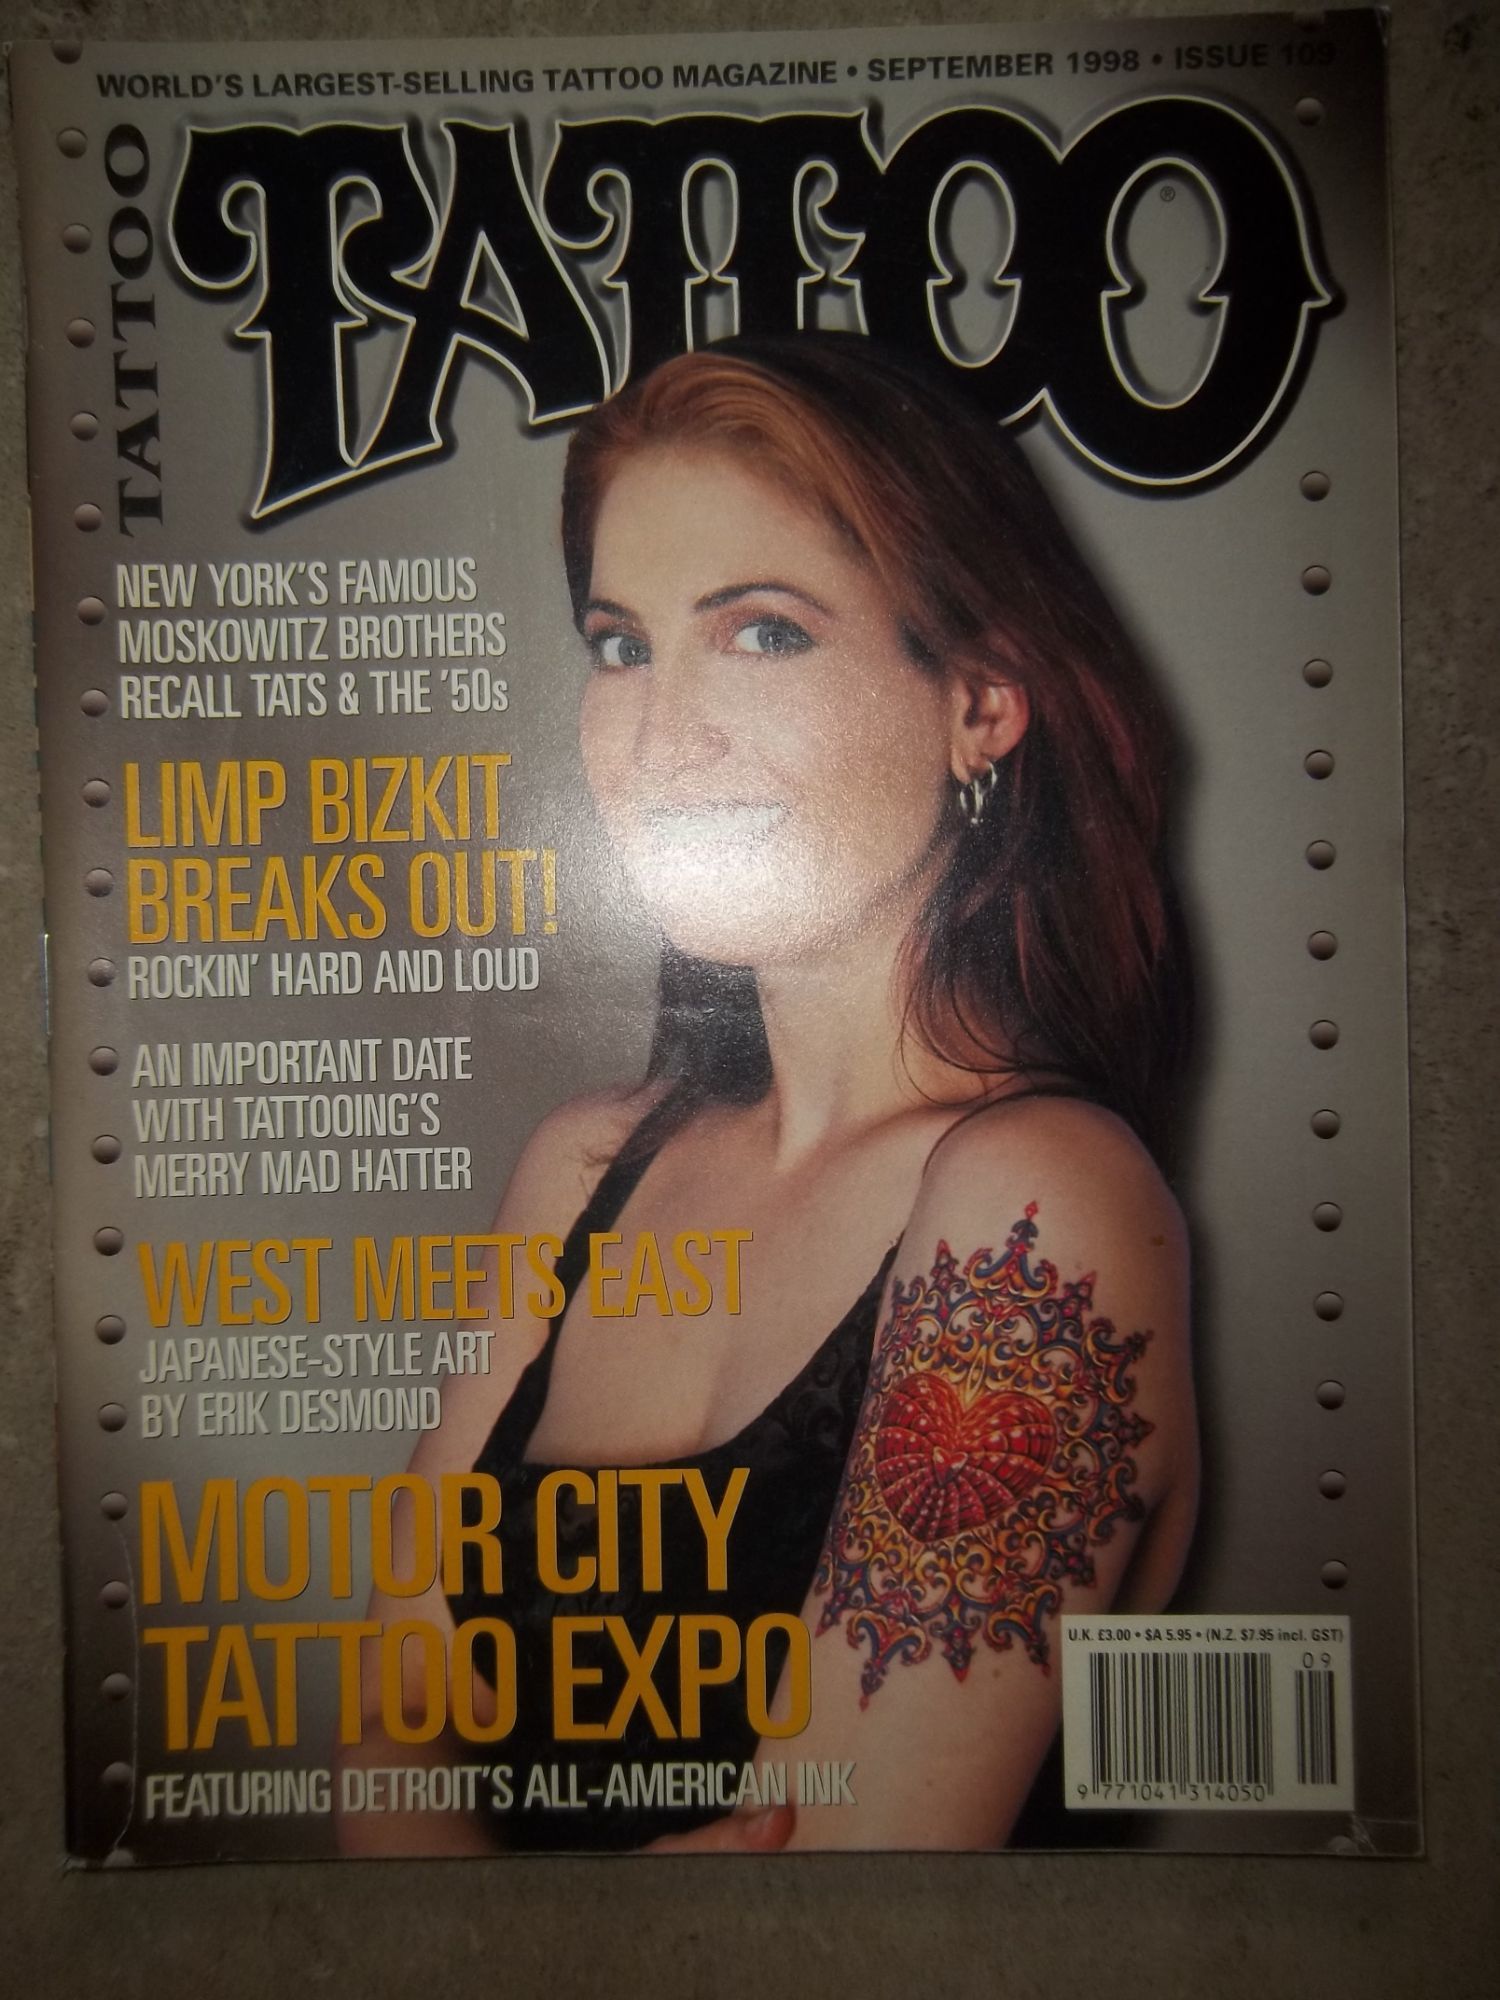 WORLD'S LARGEST-SELLING TATTOO MAGAZINE • SEPTEMBER 1998 • ISSUE 109
TATTOO
TATTOO®
NEW YORK'S FAMOUS
MOSKOWITZ BROTHERS
RECALL TATS & THE '50s
LIMP BIZKIT
BREAKS OUT!
ROCKIN' HARD AND LOUD
AN IMPORTANT DATE
WITH TATTOOING'S
MERRY MAD HATTER
WEST MEETS EAST
JAPANESE-STYLE ART
BY ERIK DESMOND
MOTOR CITY
TATTOO EXPO
FEATURING DETROIT'S ALL-AMERICAN INK
U.K. £3.00 • $A 5.95 • (N.Z. $7.95 incl. GST)
09
9 771041 314050